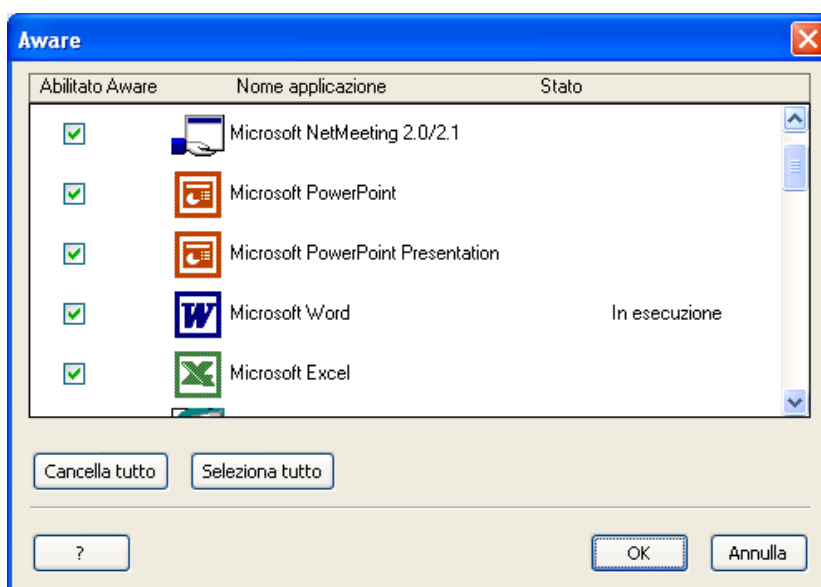 Aware
Abilitato Aware Nome applicazione Stato
Microsoft NetMeeting 2.0/2.1
Microsoft PowerPoint
Microsoft PowerPoint Presentation
Microsoft Word In esecuzione
Microsoft Excel
Cancella tutto Seleziona tutto
? OK Annulla